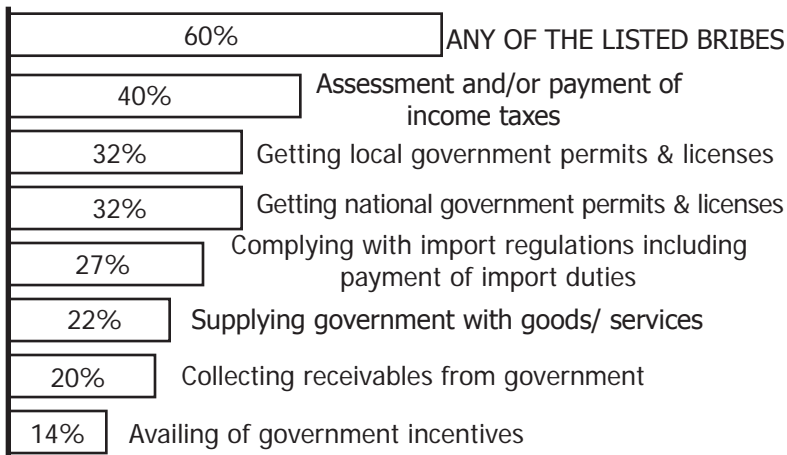 60% ANY OF THE LISTED BRIBES
40% Assessment and/or payment of
income taxes
32% Getting local government permits & licenses
32% Getting national government permits & licenses
27% Complying with import regulations including
payment of import duties
22% Supplying government with goods/ services
20% Collecting receivables from government
14% Availing of government incentives